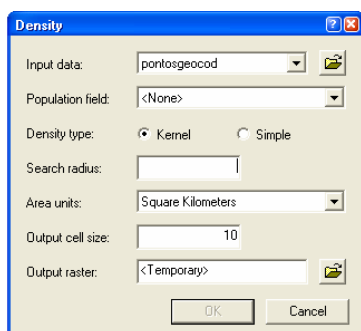 Density
Input data: pontosgeocod
Population field: <None>
Density type: Kernel Simple
Search radius:
Area units: Square Kilometers
Output cell size: 10
Output raster: <Temporary>
OK Cancel